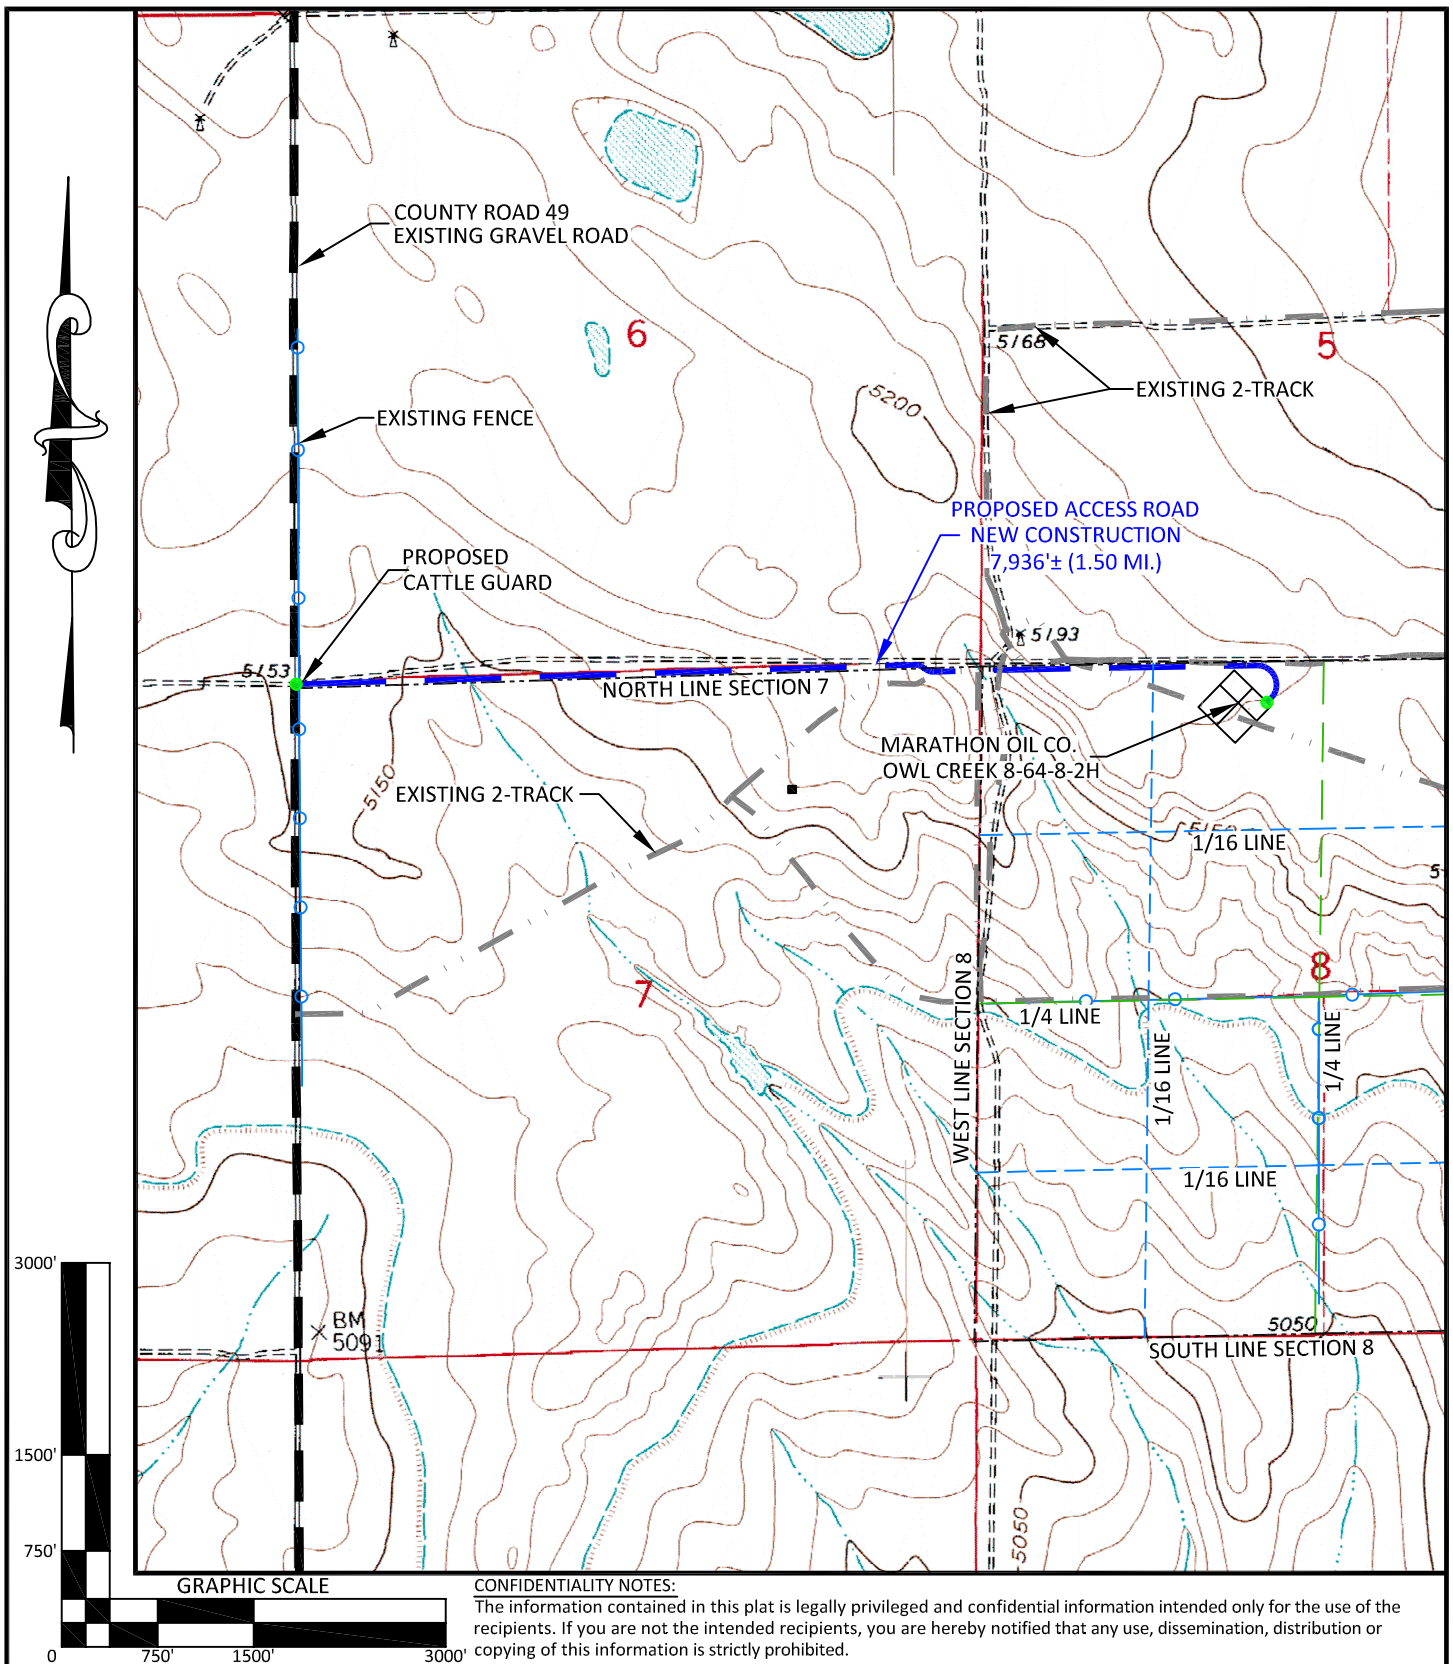 COUNTY ROAD 49
EXISTING GRAVEL ROAD
6
5168
5
EXISTING 2-TRACK
5200
EXISTING FENCE
PROPOSED ACCESS ROAD
NEW CONSTRUCTION
7,936'± (1.50 MI.)
PROPOSED
CATTLE GUARD
5193
5153
NORTH LINE SECTION 7
MARATHON OIL CO.
OWL CREEK 8-64-8-2H
5150
EXISTING 2-TRACK
1/16 LINE
7
8
WEST LINE SECTION 8
1/4 LINE
1/4 LINE
1/16 LINE
1/16 LINE
3000'
BM
5091
5050
SOUTH LINE SECTION 8
1500'
750'
5050
GRAPHIC SCALE
0
750'
1500'
3000'
CONFIDENTIALITY NOTES:
The information contained in this plat is legally privileged and confidential information intended only for the use of the
recipients. If you are not the intended recipients, you are hereby notified that any use, dissemination, distribution or
copying of this information is strictly prohibited.